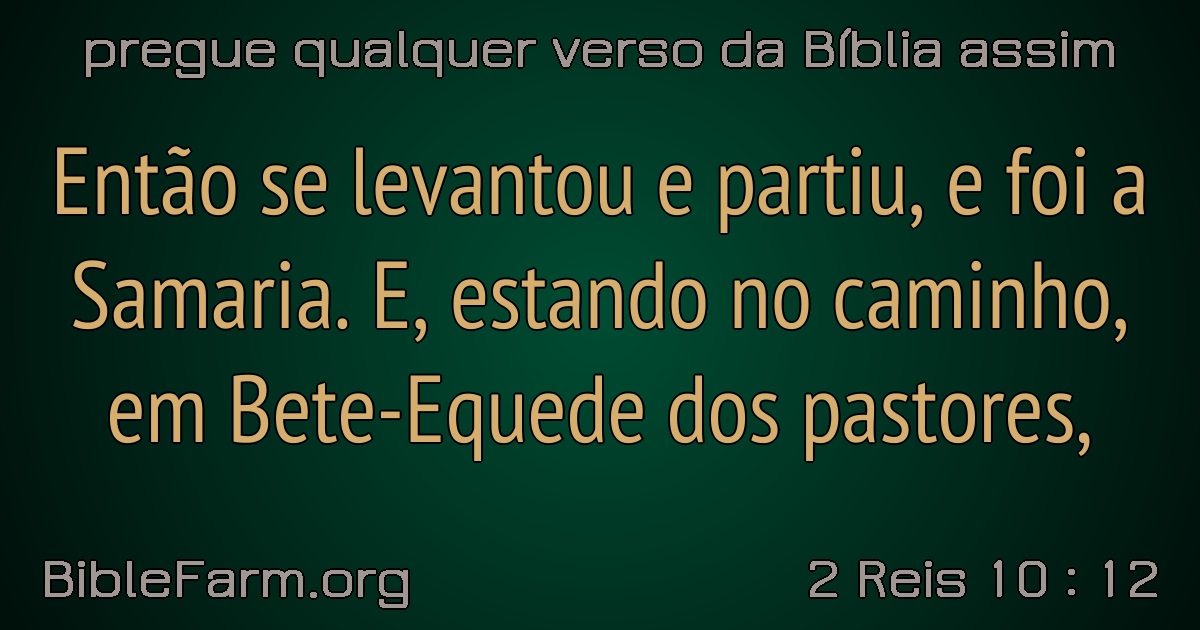 pregue qualquer verso da Bíblia assim
Então se levantou e partiu, e foi a
Samaria. E, estando no caminho,
em Bete-Equede dos pastores,
BibleFarm.org
2 Reis 10 : 12